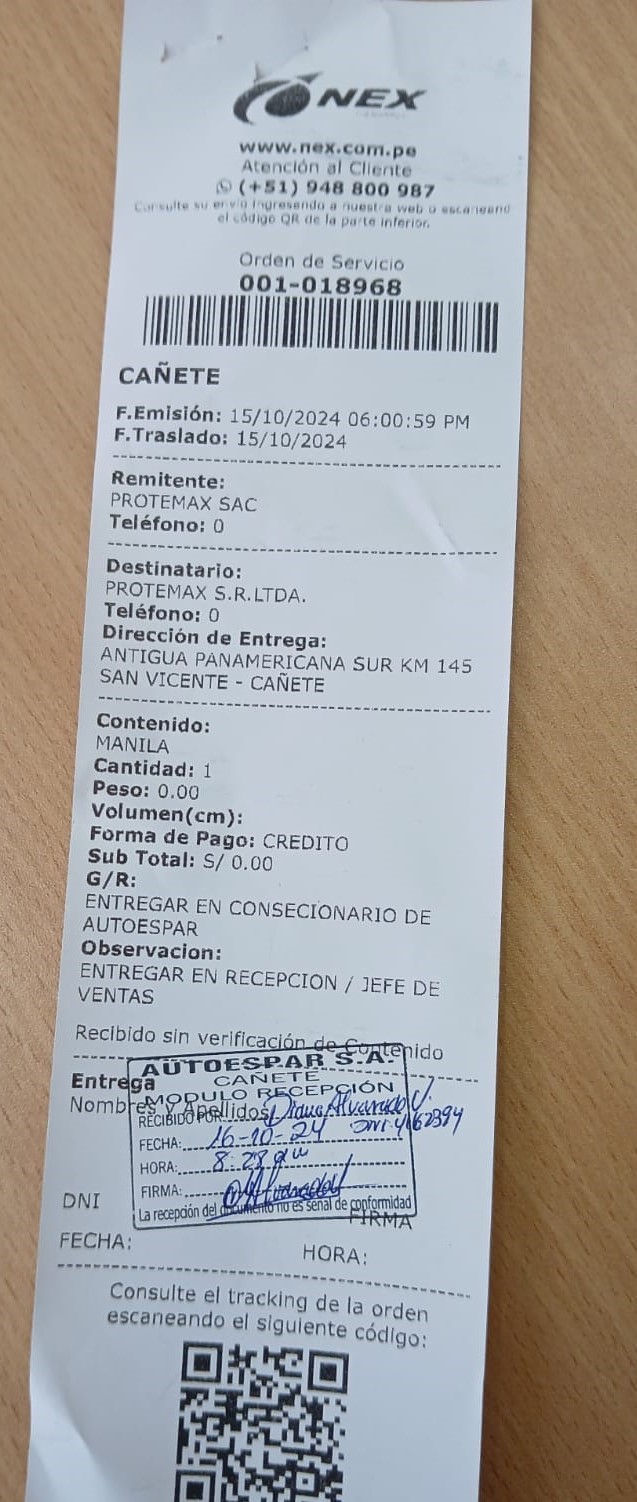 NEX
www.nex.com.pe
Atención al Cliente
(+51) 948 800 987
Consulte su envío ingresando a nuestra web o escaneand
el código QR de la parte inferior.
Orden de Servicio
001-018968
CAÑETE
F.Emisión: 15/10/2024 06:00:59 PM
F.Traslado: 15/10/2024
Remitente:
PROTEMAX SAC
Teléfono: 0
Destinatario:
PROTEMAX S.R.LTDA.
Teléfono: 0
Dirección de Entrega:
ANTIGUA PANAMERICANA SUR KM 145
SAN VICENTE - CAÑETE
Contenido:
MANILA
Cantidad: 1
Peso: 0.00
Volumen(cm):
Forma de Pago: CREDITO
Sub Total: S/ 0.00
G/R:
ENTREGAR EN CONSECIONARIO DE
AUTOESPAR
Observacion:
ENTREGAR EN RECEPCION / JEFE DE
VENTAS
Recibido sin verificación de Contenido
AUTOESPAR S.A.
Entrega
CAÑETE
MODULO RECEPCIÓN
Nombres y Apellidos
RECIBIDO POR: Diana Alvarado V.
FECHA: 16-10-24 DNI
HORA: 8:23 am
FIRMA:
La recepción del documento no es señal de conformidad
DNI
FIRMA
FECHA:
HORA:
Consulte el tracking de la orden
escaneando el siguiente código: